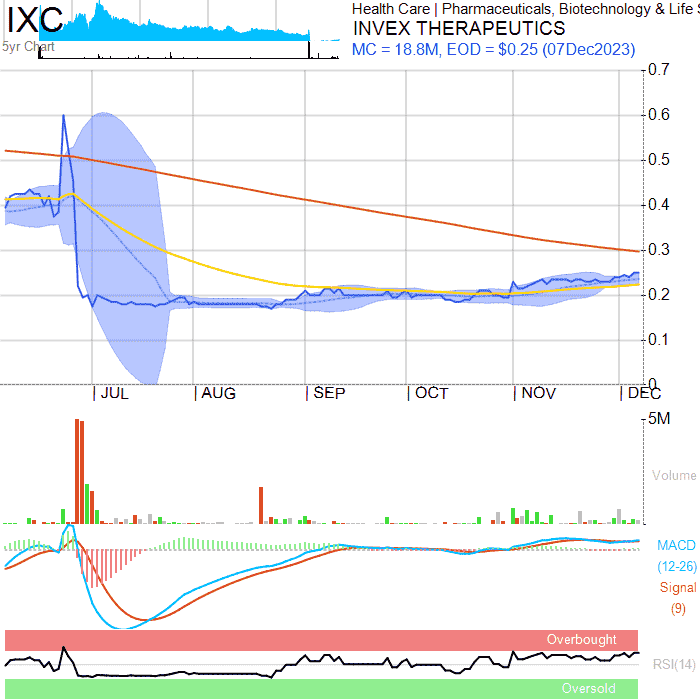 IXC
5yr Chart
Health Care | Pharmaceuticals, Biotechnology & Life S
INVEX THERAPEUTICS
MC = 18.8M, EOD = $0.25 (07Dec2023)
0.7
0.6
0.5
0.4
0.3
0.2
0.1
0
JUL AUG SEP OCT NOV DEC
5M
Volume
MACD
(12-26)
Signal
(9)
Overbought
RSI(14)
Oversold